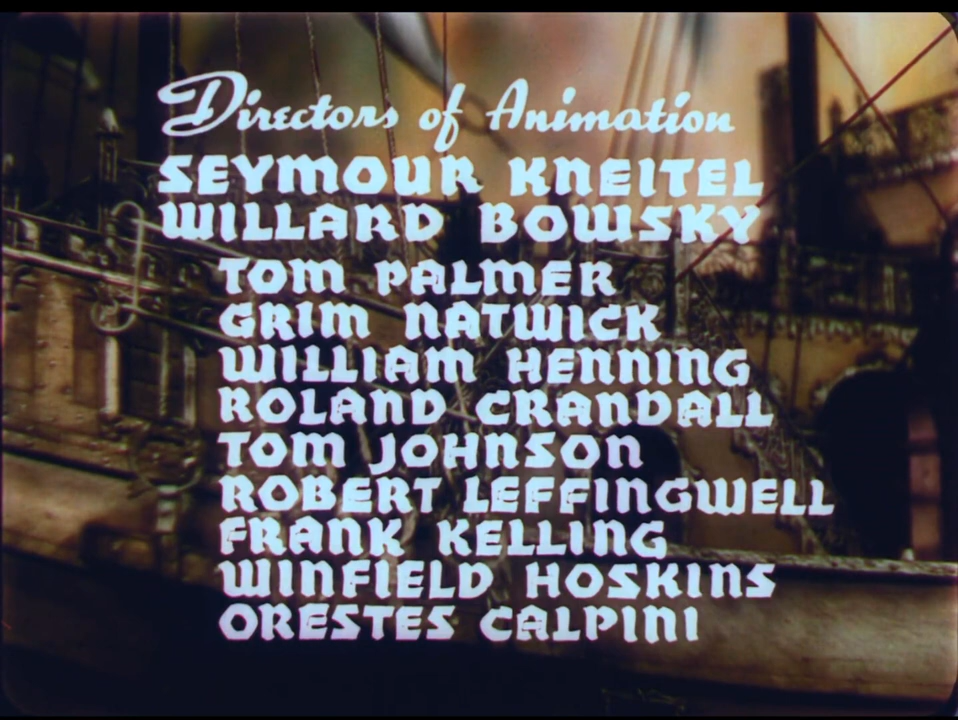 Directors of Animation
SEYMOUR KNEITEL
WILLARD BOWSKY
TOM PALMER
GRIM NATWICK
WILLIAM HENNING
ROLAND CRANDALL
TOM JOHNSON
ROBERT LEFFINGWELL
FRANK KELLING
WINFIELD HOSKINS
ORESTES CALPINI